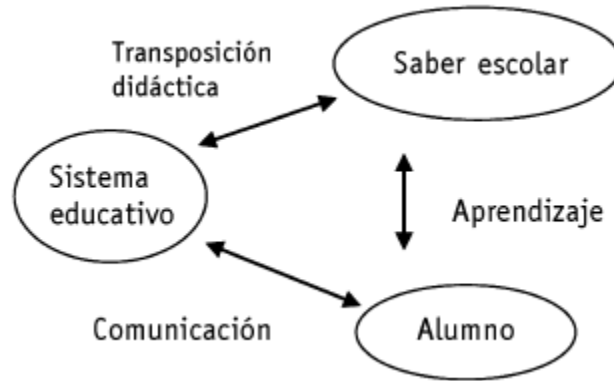 Transposición
didáctica
Saber escolar
Sistema
educativo
Aprendizaje
Comunicación
Alumno